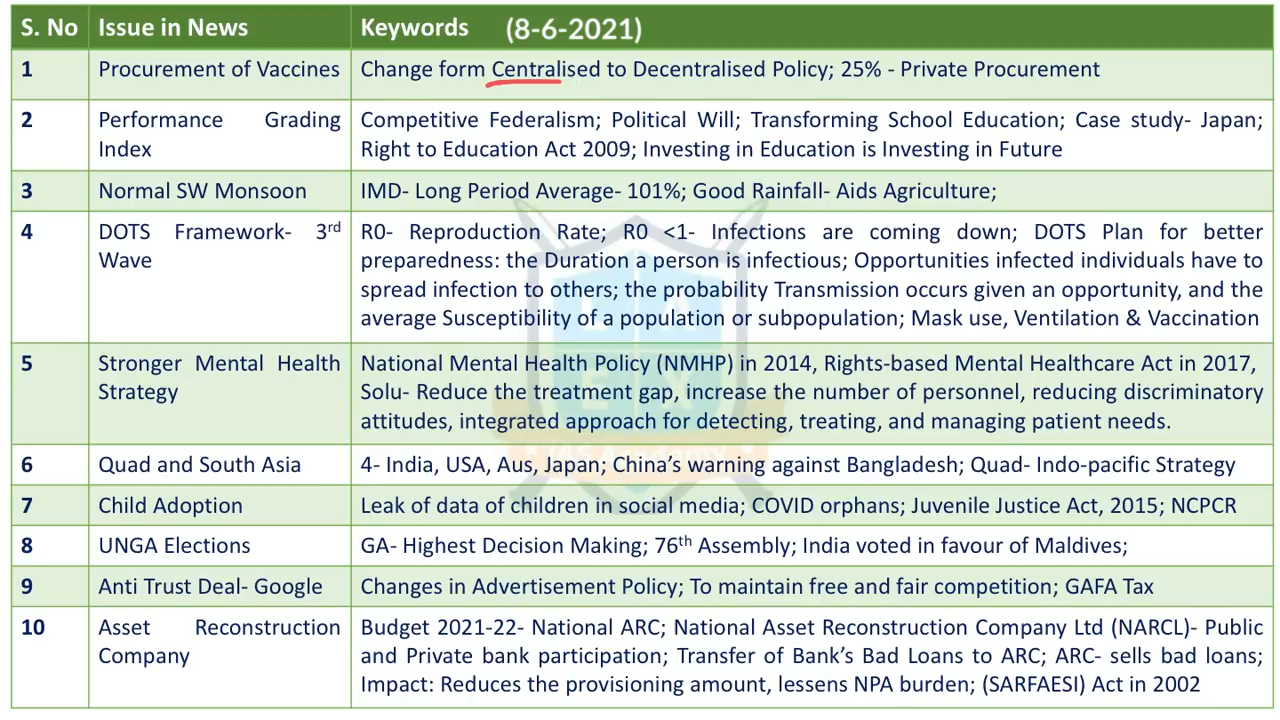 S. No Issue in News Keywords (8-6-2021)
1 Procurement of Vaccines Change form Centralised to Decentralised Policy; 25% - Private Procurement
2 Performance Grading Competitive Federalism; Political Will; Transforming School Education; Case study- Japan;
Index Right to Education Act 2009; Investing in Education is Investing in Future
3 Normal SW Monsoon IMD- Long Period Average- 101%; Good Rainfall- Aids Agriculture;
4 DOTS Framework- 3rd R0- Reproduction Rate; R0 <1- Infections are coming down; DOTS Plan for better
Wave preparedness: the Duration a person is infectious; Opportunities infected individuals have to
spread infection to others; the probability Transmission occurs given an opportunity, and the
average Susceptibility of a population or subpopulation; Mask use, Ventilation & Vaccination
5 Stronger Mental Health National Mental Health Policy (NMHP) in 2014, Rights-based Mental Healthcare Act in 2017,
Strategy Solu- Reduce the treatment gap, increase the number of personnel, reducing discriminatory
attitudes, integrated approach for detecting, treating, and managing patient needs.
6 Quad and South Asia 4- India, USA, Aus, Japan; China's warning against Bangladesh; Quad- Indo-pacific Strategy
7 Child Adoption Leak of data of children in social media; COVID orphans; Juvenile Justice Act, 2015; NCPCR
8 UNGA Elections GA- Highest Decision Making; 76th Assembly; India voted in favour of Maldives;
9 Anti Trust Deal- Google Changes in Advertisement Policy; To maintain free and fair competition; GAFA Tax
10 Asset Reconstruction Budget 2021-22- National ARC; National Asset Reconstruction Company Ltd (NARCL)- Public
Company and Private bank participation; Transfer of Bank's Bad Loans to ARC; ARC- sells bad loans;
Impact: Reduces the provisioning amount, lessens NPA burden; (SARFAESI) Act in 2002